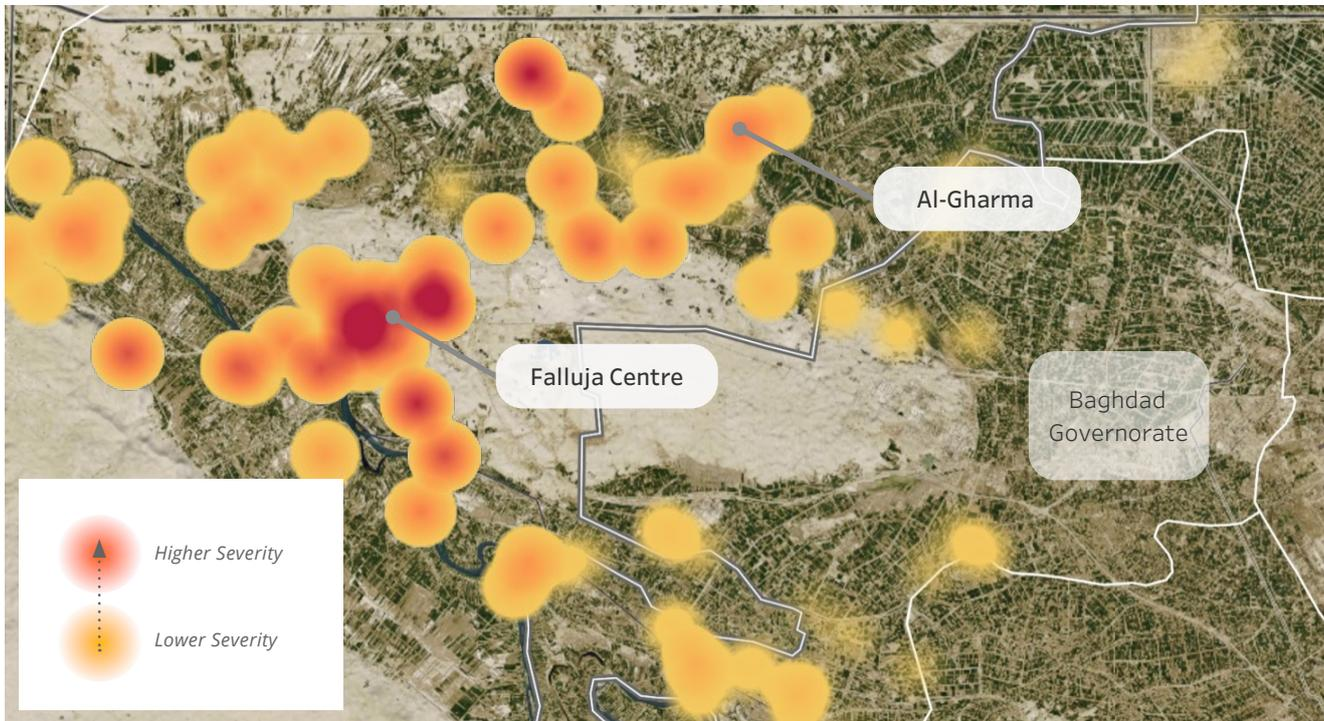 Al-Gharma
Falluja Centre
Baghdad
Governorate
Higher Severity
Lower Severity